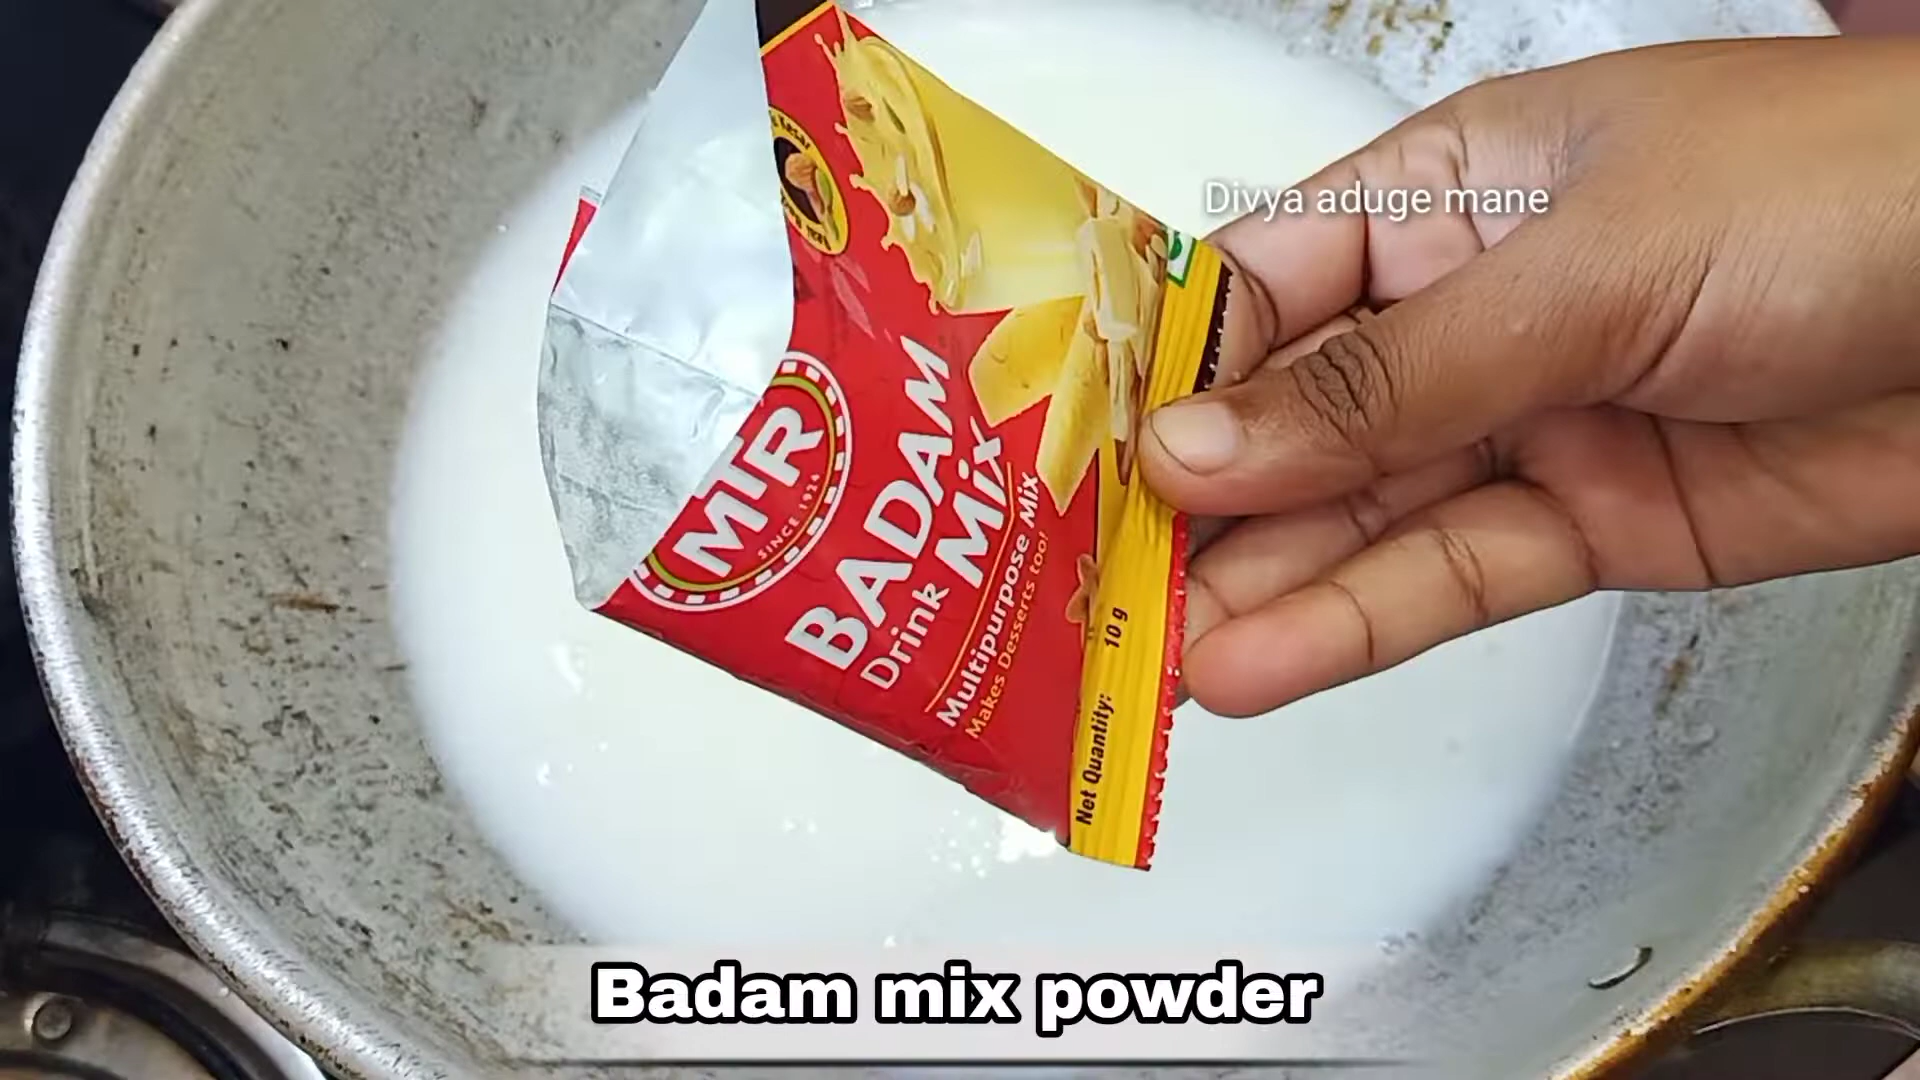 Divya aduge mane
MTR
SINCE 1924
BADAM
Drink Mix
Multipurpose Mix
Makes Desserts too!
Net Quantity: 10 g
Badam mix powder